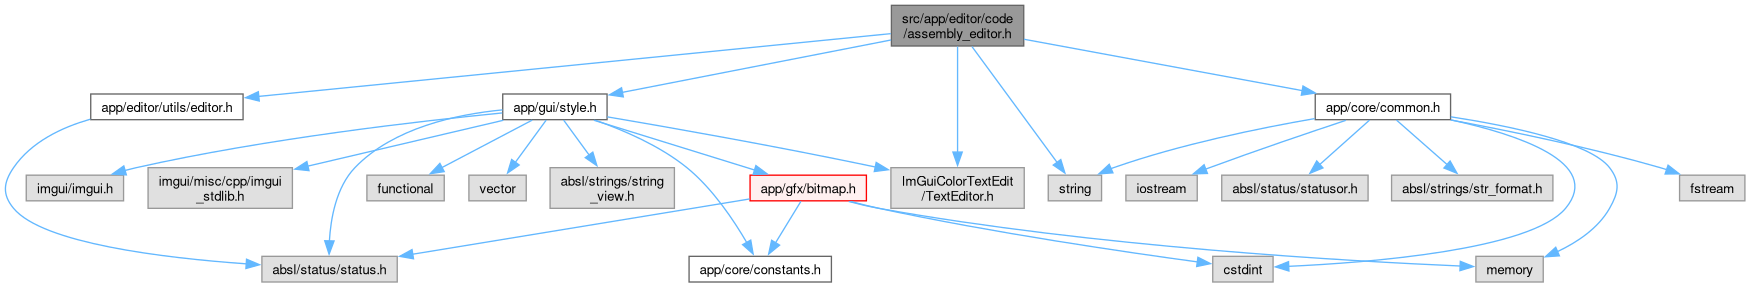 src/app/editor/code
/assembly_editor.h
app/editor/utils/editor.h
app/gui/style.h
app/core/common.h
imgui/imgui.h
imgui/misc/cpp/imgui
_stdlib.h
functional
vector
absl/strings/string
_view.h
app/gfx/bitmap.h
ImGuiColorTextEdit
/TextEditor.h
string
iostream
absl/status/statusor.h
absl/strings/str_format.h
fstream
absl/status/status.h
app/core/constants.h
cstdint
memory